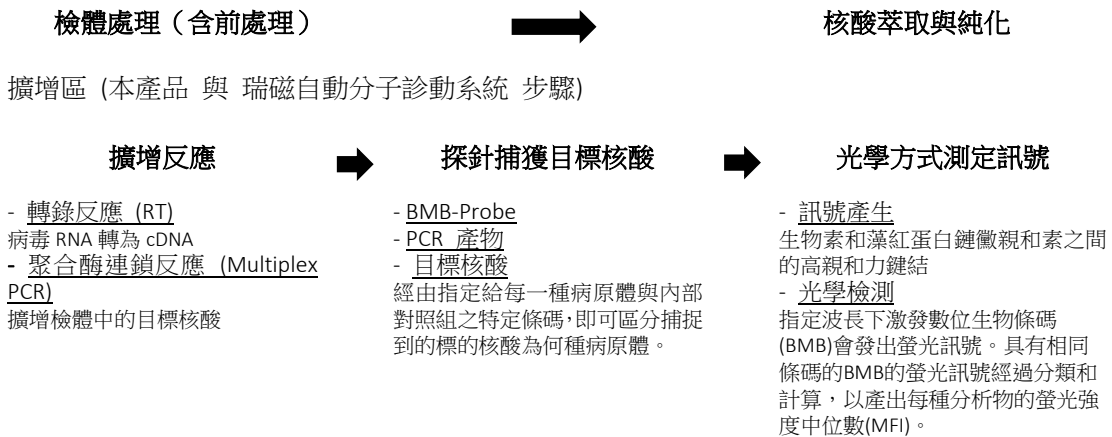 檢體處理（含前處理）
核酸萃取與純化
擴增區 (本產品 與 瑞磁自動分子診動系統 步驟)
擴增反應
- 轉錄反應 (RT)
病毒 RNA 轉為 cDNA
- 聚合酶連鎖反應 (Multiplex
PCR)
擴增檢體中的目標核酸
探針捕獲目標核酸
- BMB-Probe
- PCR 產物
- 目標核酸
經由指定給每一種病原體與內部
對照組之特定條碼，即可區分捕捉
到的標的核酸為何種病原體。
光學方式測定訊號
- 訊號產生
生物素和藻紅蛋白鏈黴親和素之間
的高親和力鍵結
- 光學檢測
指定波長下激發數位生物條碼
(BMB)會發出螢光訊號。具有相同
條碼的BMB的螢光訊號經過分類和
計算，以產出每種分析物的螢光強
度中位數(MFI)。